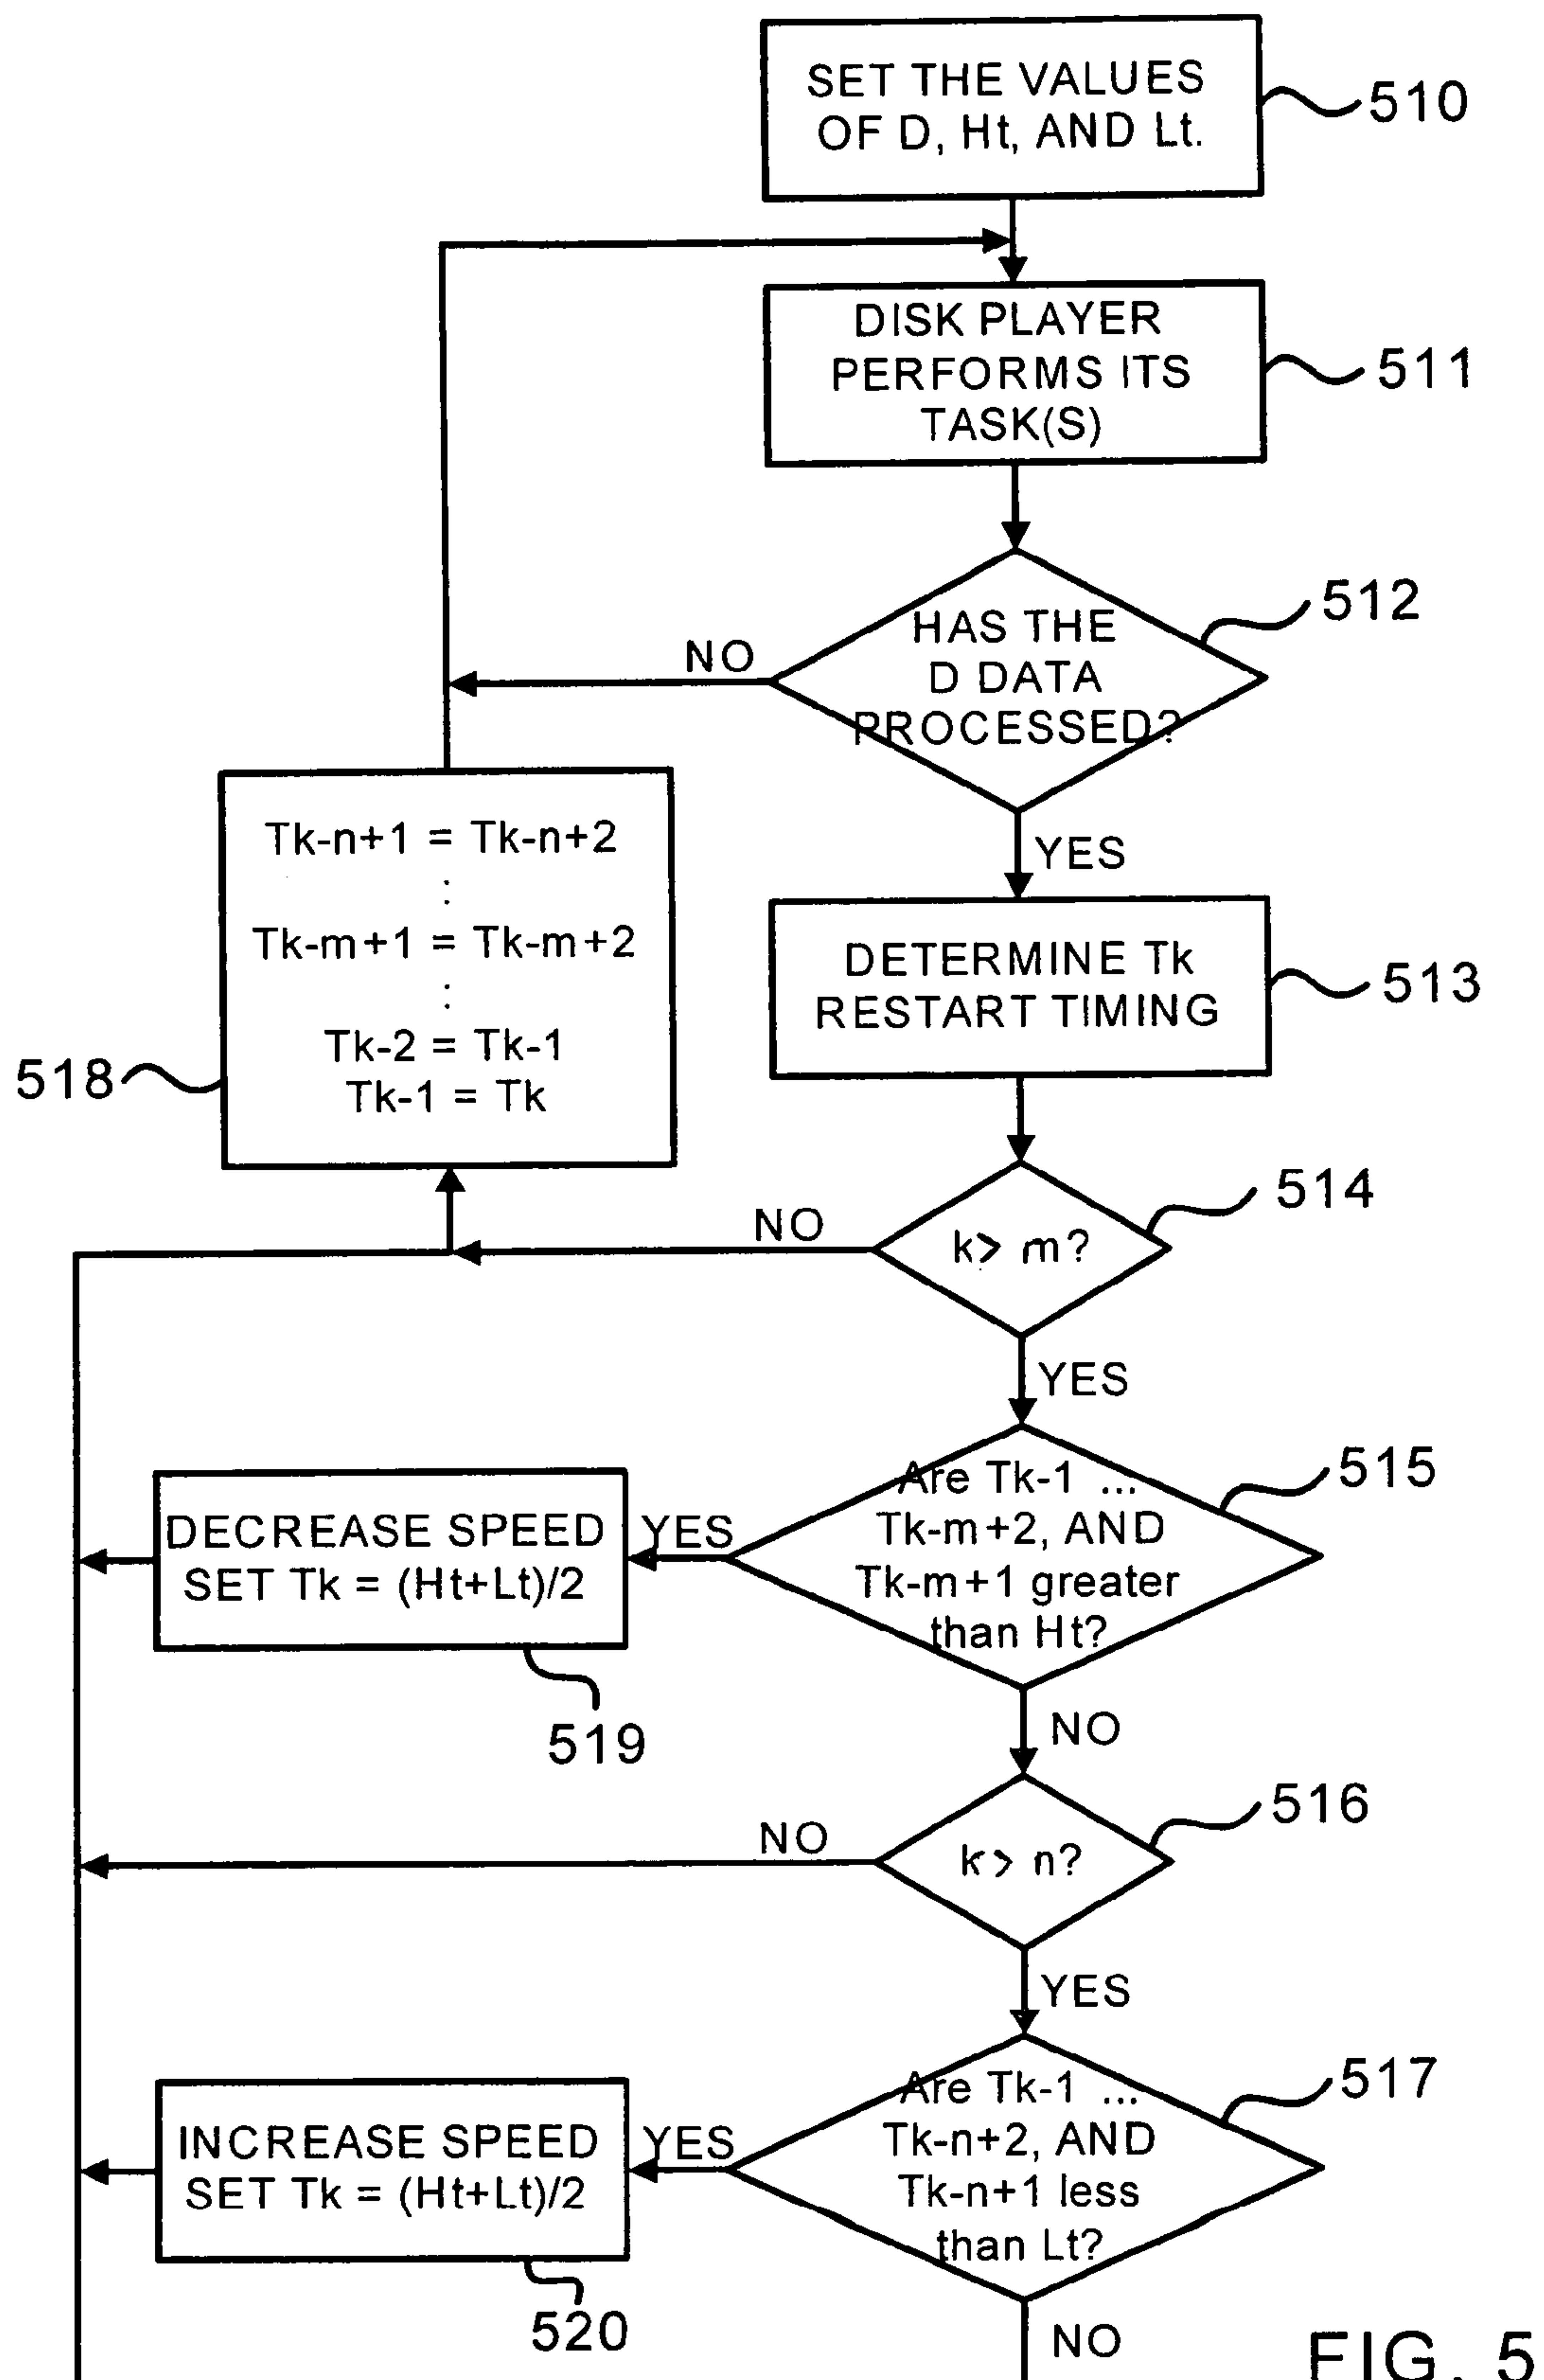 SET THE VALUES
OF D, Ht, AND Lt.
510
DISK PLAYER
PERFORMS ITS
TASK(S)
511
HAS THE
D DATA
PROCESSED?
512
NO
YES
Tk-n+1 = Tk-n+2
:
Tk-m+1 = Tk-m+2
:
Tk-2 = Tk-1
Tk-1 = Tk
518
DETERMINE Tk
RESTART TIMING
513
k> m?
514
NO
YES
Are Tk-1 ...
Tk-m+2, AND
Tk-m+1 greater
than Ht?
515
YES
DECREASE SPEED
SET Tk = (Ht+Lt)/2
519
NO
k> n?
516
NO
YES
Are Tk-1 ...
Tk-n+2, AND
Tk-n+1 less
than Lt?
517
YES
INCREASE SPEED
SET Tk = (Ht+Lt)/2
520
NO
FIG. 5